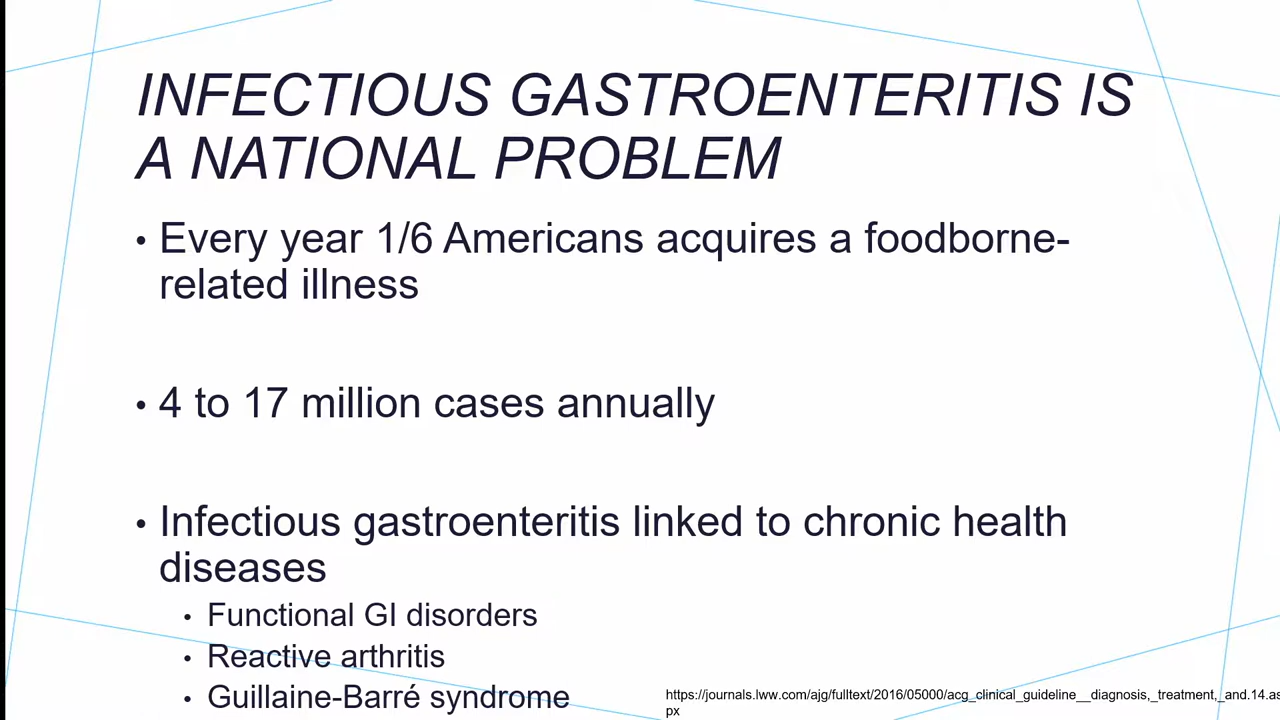 INFECTIOUS GASTROENTERITIS IS
A NATIONAL PROBLEM
• Every year 1/6 Americans acquires a foodborne-
related illness
• 4 to 17 million cases annually
• Infectious gastroenteritis linked to chronic health
diseases
• Functional GI disorders
• Reactive arthritis
• Guillaine-Barré syndrome
https://journals.lww.com/ajg/fulltext/2016/05000/acg_clinical_guideline__diagnosis,_treatment,_and.14.as
px